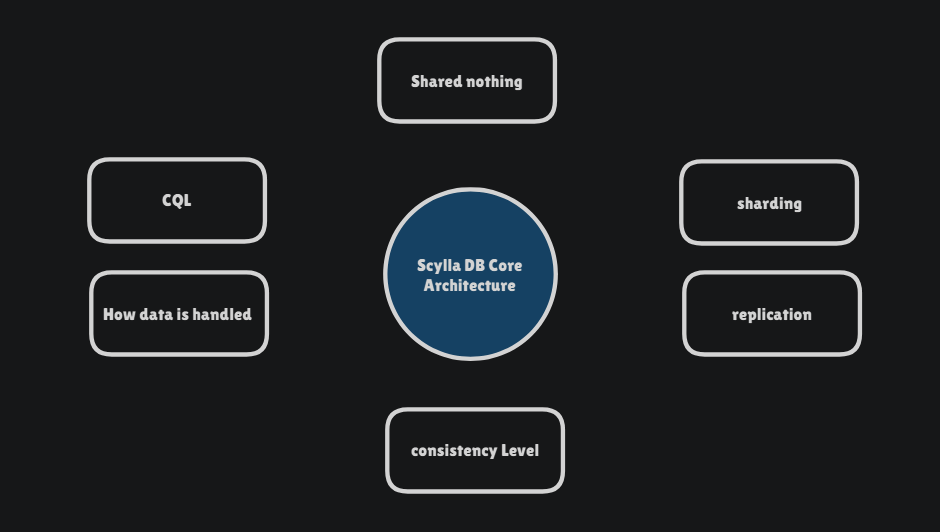 Shared nothing
CQL
sharding
Scylla DB Core
Architecture
How data is handled
replication
consistency Level